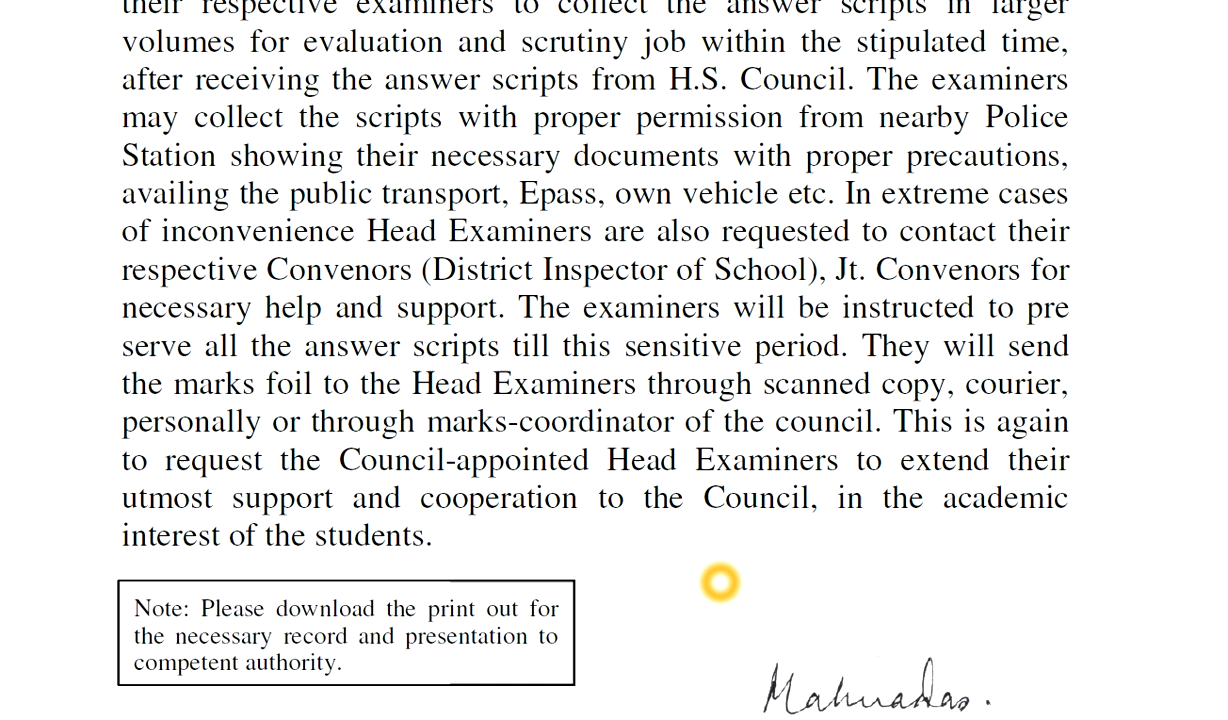 their respective examiners to collect the answer scripts in larger
volumes for evaluation and scrutiny job within the stipulated time,
after receiving the answer scripts from H.S. Council. The examiners
may collect the scripts with proper permission from nearby Police
Station showing their necessary documents with proper precautions,
availing the public transport, Epass, own vehicle etc. In extreme cases
of inconvenience Head Examiners are also requested to contact their
respective Convenors (District Inspector of School), Jt. Convenors for
necessary help and support. The examiners will be instructed to pre
serve all the answer scripts till this sensitive period. They will send
the marks foil to the Head Examiners through scanned copy, courier,
personally or through marks-coordinator of the council. This is again
to request the Council-appointed Head Examiners to extend their
utmost support and cooperation to the Council, in the academic
interest of the students.
Note: Please download the print out for
the necessary record and presentation to
competent authority.